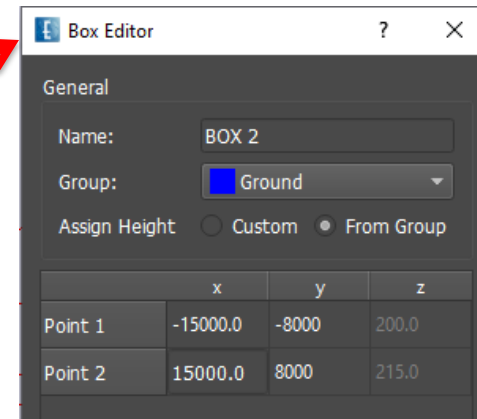 Box Editor ? ×
General
Name: BOX 2
Group: Ground
Assign Height Custom From Group
x y z
Point 1 -15000.0 -8000 200.0
Point 2 15000.0 8000 215.0